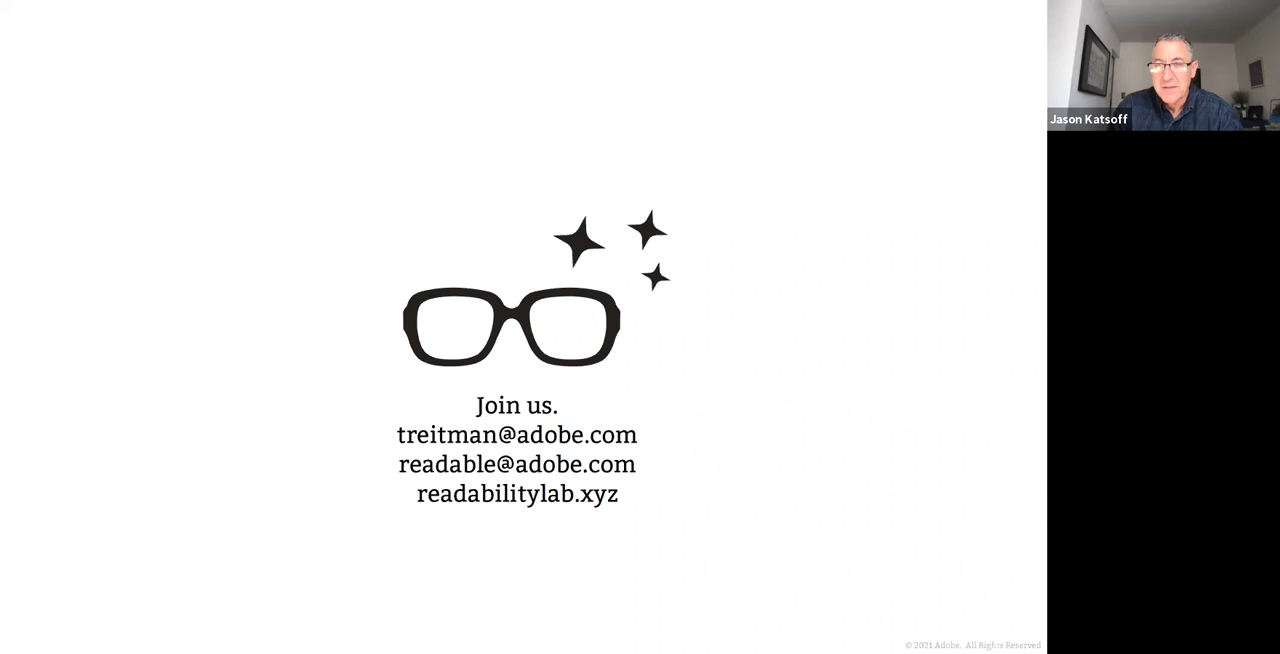 Jason Katsoff
Join us.
treitman@adobe.com
readable@adobe.com
readabilitylab.xyz
© 2021 Adobe. All Rights Reserved